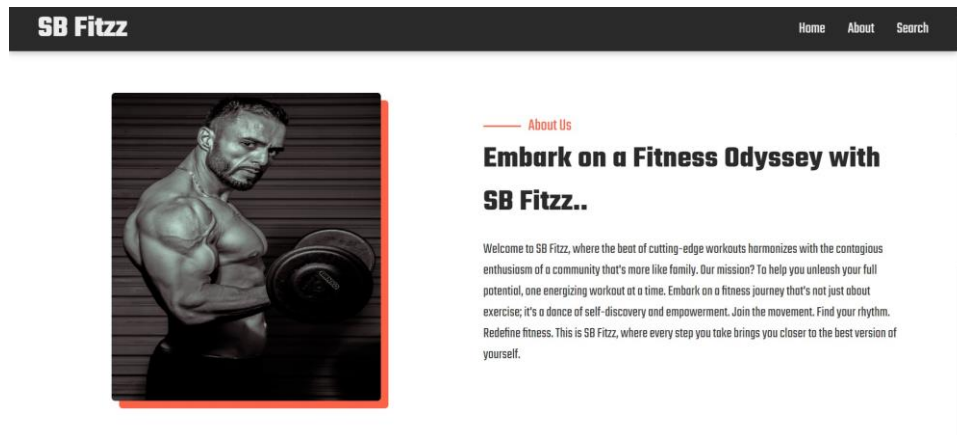 SB Fitzz
Home About Search
About Us
Embark on a Fitness Odyssey with
SB Fitzz..
Welcome to SB Fitzz, where the beat of cutting-edge workouts harmonizes with the contagious
enthusiasm of a community that's more like family. Our mission? To help you unleash your full
potential, one energizing workout at a time. Embark on a fitness journey that's not just about
exercise; it's a dance of self-discovery and empowerment. Join the movement. Find your rhythm.
Redefine fitness. This is SB Fitzz, where every step you take brings you closer to the best version of
yourself.